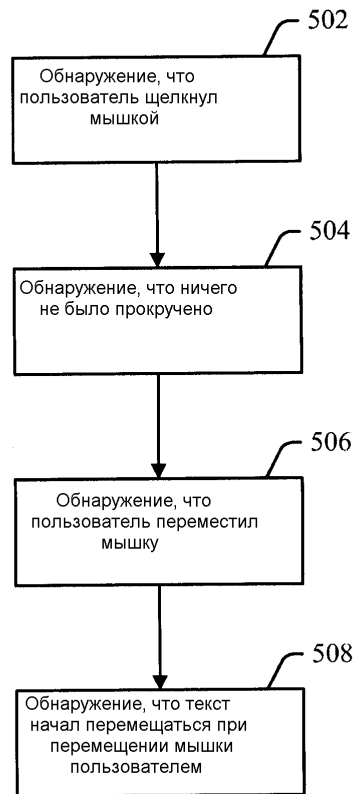 502
Обнаружение, что
пользователь щелкнул
мышкой
504
Обнаружение, что ничего
не было прокручено
506
Обнаружение, что
пользователь переместил
мышку
508
Обнаружение, что текст
начал перемещаться при
перемещении мышки
пользователем